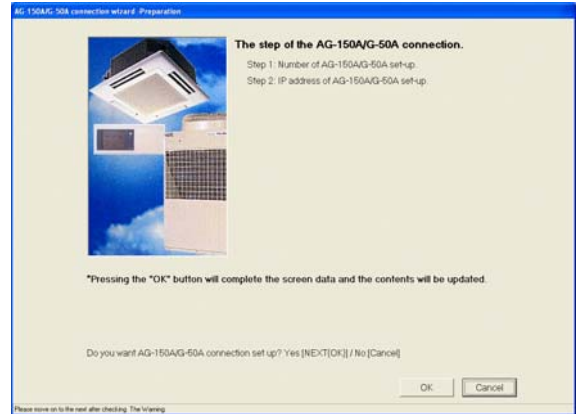 AG-150A/G-50A connection wizard -Preparation
The step of the AG-150A/G-50A connection.
Step 1: Number of AG-150A/G-50A set-up.
Step 2: IP address of AG-150A/G-50A set-up.
"Pressing the "OK" button will complete the screen data and the contents will be updated.
Do you want AG-150A/G-50A connection set up? Yes [NEXT[OK]] / No [Cancel]
OK
Cancel
Please move on to the next after checking. The Warning